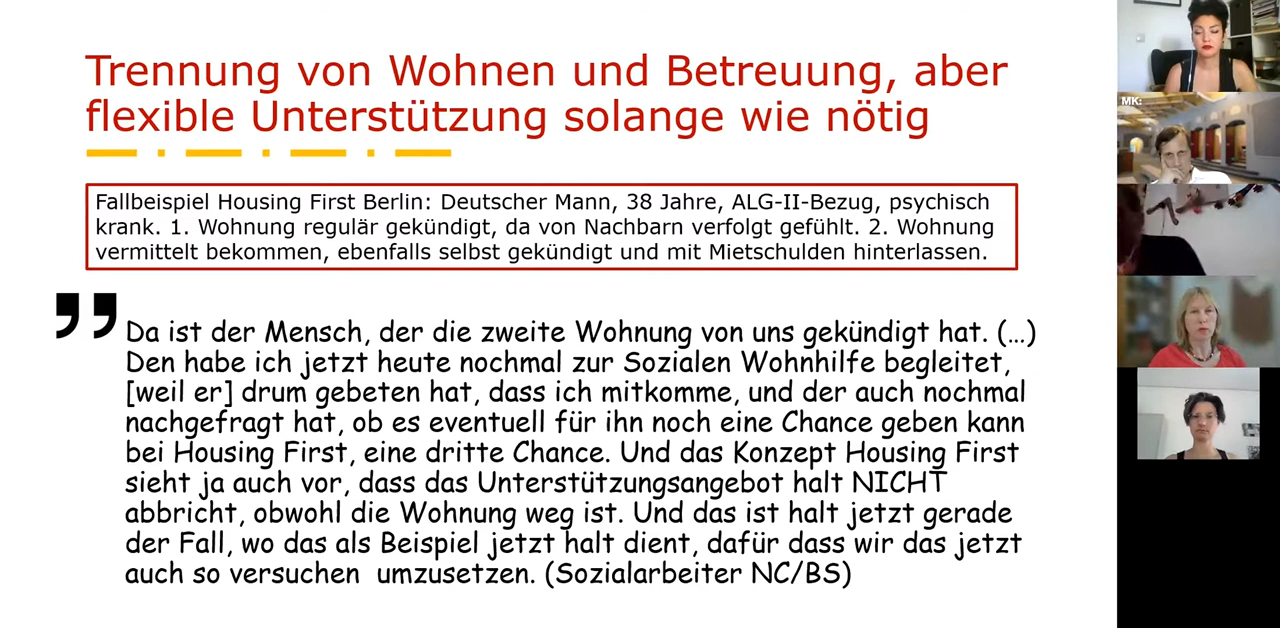 Trennung von Wohnen und Betreuung, aber
flexible Unterstützung solange wie nötig
Fallbeispiel Housing First Berlin: Deutscher Mann, 38 Jahre, ALG-II-Bezug, psychisch
krank. 1. Wohnung regulär gekündigt, da von Nachbarn verfolgt gefühlt. 2. Wohnung
vermittelt bekommen, ebenfalls selbst gekündigt und mit Mietschulden hinterlassen.
” Da ist der Mensch, der die zweite Wohnung von uns gekündigt hat. (…)
Den habe ich jetzt heute nochmal zur Sozialen Wohnhilfe begleitet,
[weil er] drum gebeten hat, dass ich mitkomme, und der auch nochmal
nachgefragt hat, ob es eventuell für ihn noch eine Chance geben kann
bei Housing First, eine dritte Chance. Und das Konzept Housing First
sieht ja auch vor, dass das Unterstützungsangebot halt NICHT
abbricht, obwohl die Wohnung weg ist. Und das ist halt jetzt gerade
der Fall, wo das als Beispiel jetzt halt dient, dafür dass wir das jetzt
auch so versuchen umzusetzen. (Sozialarbeiter NC/BS)
MK: